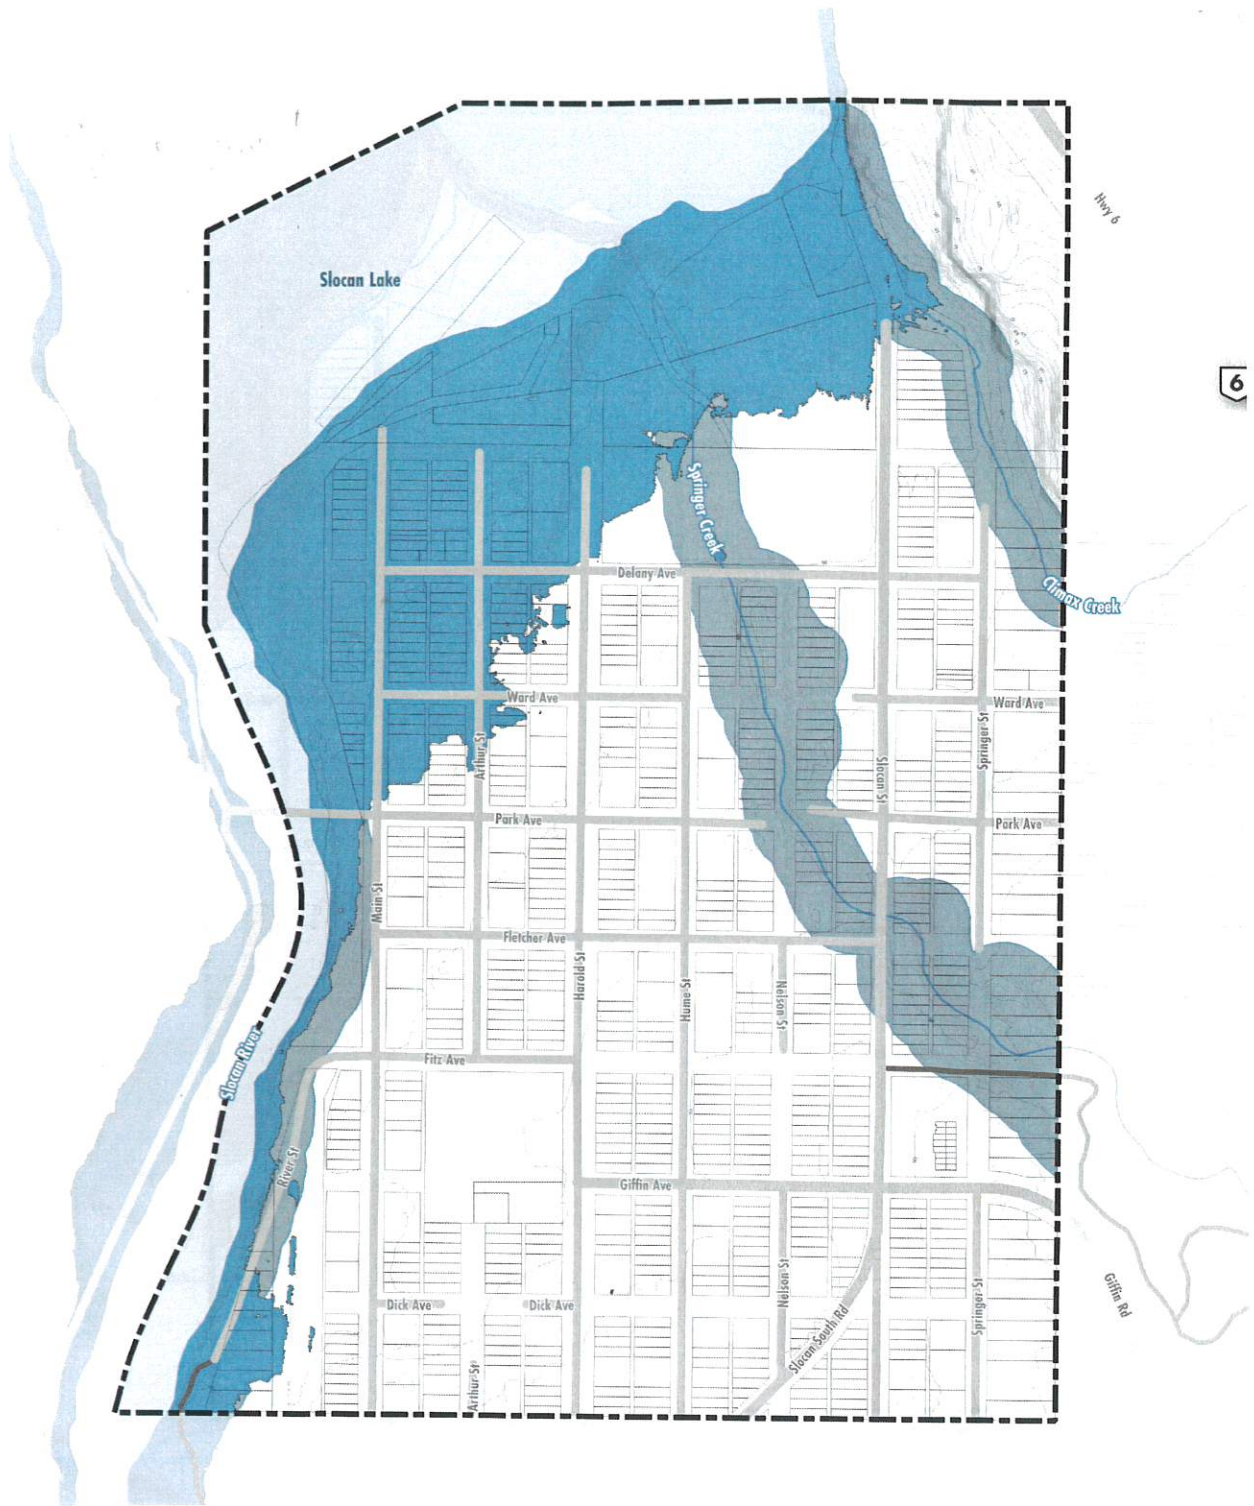 Hwy 6
Slocan Lake
6
Springer Creek
Delany Ave
Climax Creek
Ward Ave
Ward Ave
Arthur St
Slocan St
Springer St
Park Ave
Park Ave
Main St
Fletcher Ave
Harold St
Hume St
Nelson St
Slocan River
Fitz Ave
River St
Giffin Ave
Nelson St
Springer St
Giffin Rd
Dick Ave
Dick Ave
Slocan South Rd
Arthur St